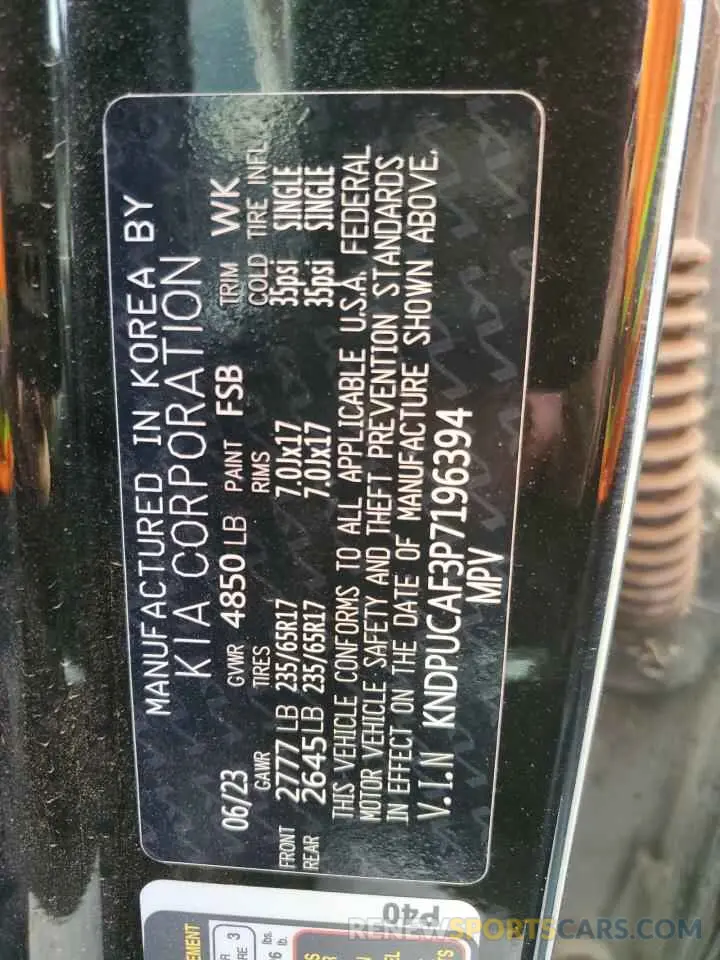 MANUFACTURED IN KOREA BY
KIA CORPORATION
06/23 GVWR 4850 LB PAINT FSB TRIM WK
GAWR TIRES RIMS COLD TIRE INFL
FRONT 2777 LB 235/65R17 7.0Jx17 35psi SINGLE
REAR 2645 LB 235/65R17 7.0Jx17 35psi SINGLE
THIS VEHICLE CONFORMS TO ALL APPLICABLE U.S.A. FEDERAL
MOTOR VEHICLE SAFETY AND THEFT PREVENTION STANDARDS
IN EFFECT ON THE DATE OF MANUFACTURE SHOWN ABOVE.
V.I.N KNDPUCAF3P7196394
MPV
P40
RENEWSPORTSCARS.COM